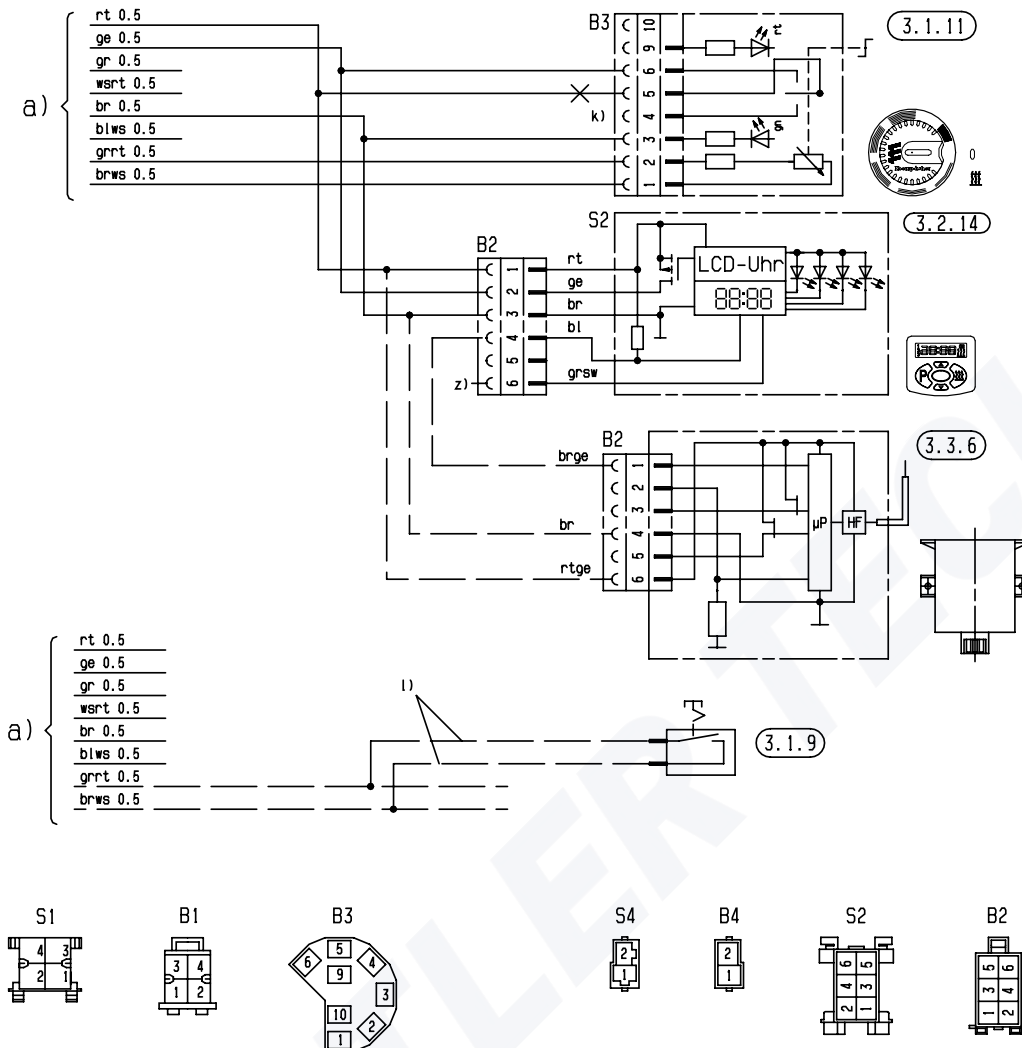 a)
rt 0.5
ge 0.5
gr 0.5
wsrt 0.5
br 0.5
blws 0.5
grrt 0.5
brws 0.5
B3
10
9
6
5
4
3
2
1
k)
rt
3.1.11
S2
3.2.14
B2
1
2
3
4
5
6
z)
rt
ge
br
bl
grsw
LCD-Uhr
88:88
88:88
P
B2
1
2
3
4
5
6
brge
br
rtge
µP
HF
3.3.6
a)
rt 0.5
ge 0.5
gr 0.5
wsrt 0.5
br 0.5
blws 0.5
grrt 0.5
brws 0.5
l)
3.1.9
TLER TECH
S1
4 3
2 1
B1
3 4
1 2
B3
5
6 4
9
3
10
2
1
S4
2
1
B4
2
1
S2
6 5
4 3
2 1
B2
5 6
3 4
1 2